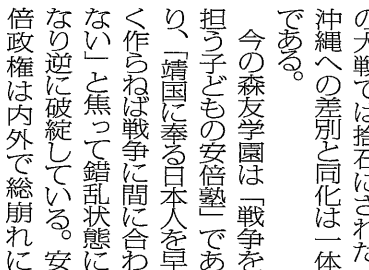 の大戦では捨石にされた
沖縄への差別と同化は一体
である。
今の森友学園は「戦争を
担う子どもの安倍塾」であ
り、「靖国に奉る日本人を早
く作らねば戦争に間に合わ
ない」と焦って錯乱状態に
なり逆に破綻している。安
倍政権は内外で総崩れに